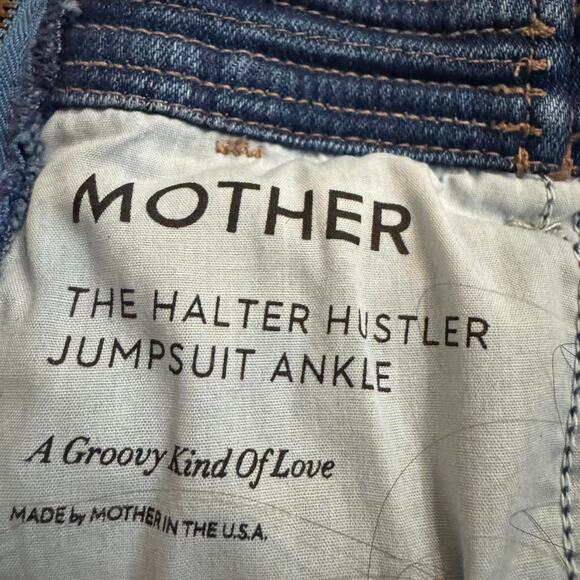 MOTHER
THE HALTER HUSTLER
JUMPSUIT ANKLE
A Groovy Kind Of Love
MADE by MOTHER IN THE U.S.A.